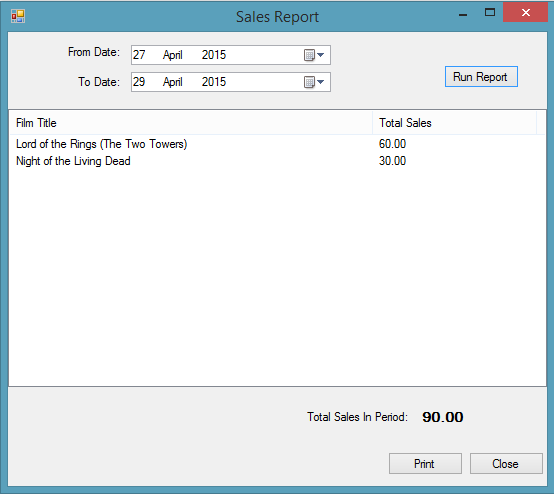 Sales Report
From Date: 27 April 2015
To Date: 29 April 2015
Run Report
Film Title Total Sales
Lord of the Rings (The Two Towers) 60.00
Night of the Living Dead 30.00
Total Sales In Period: 90.00
Print Close